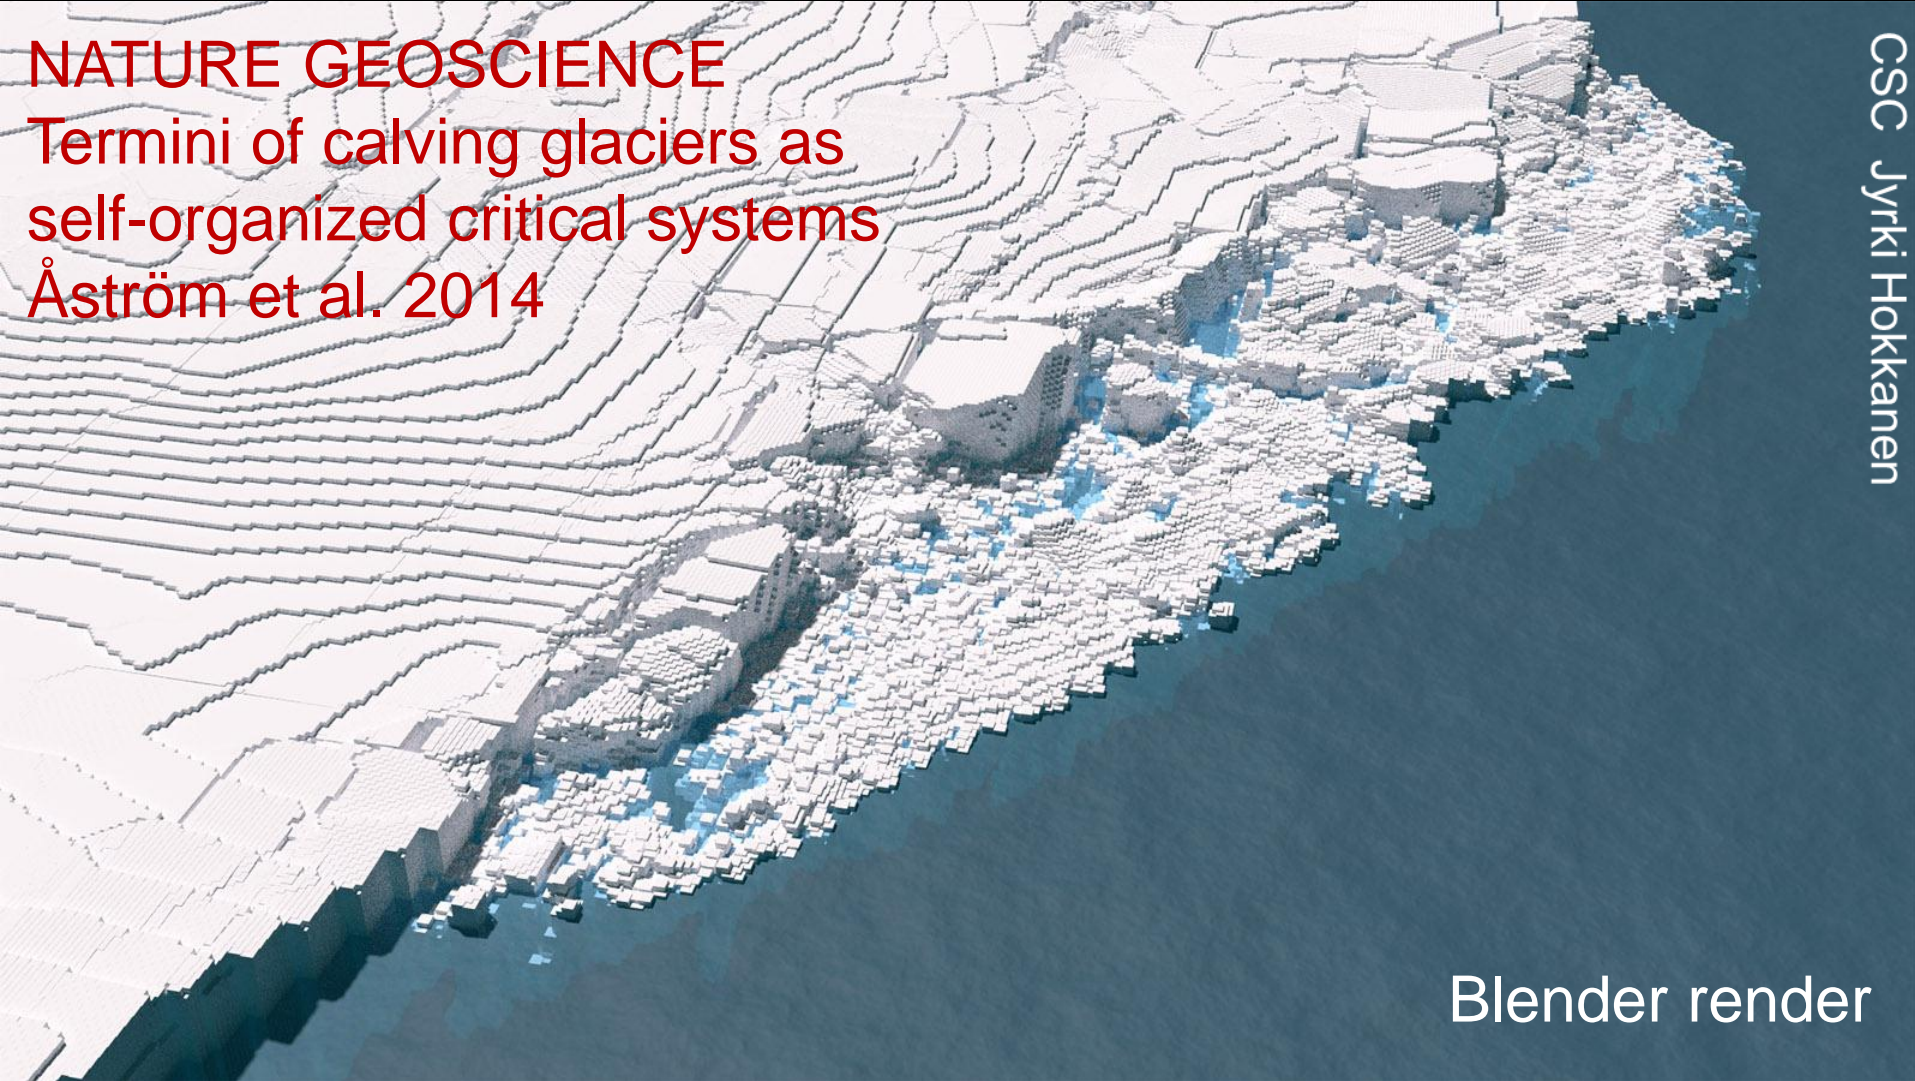 NATURE GEOSCIENCE
Termini of calving glaciers as
self-organized critical systems
Åström et al. 2014
CSC Jyrki Hokkanen
Blender render